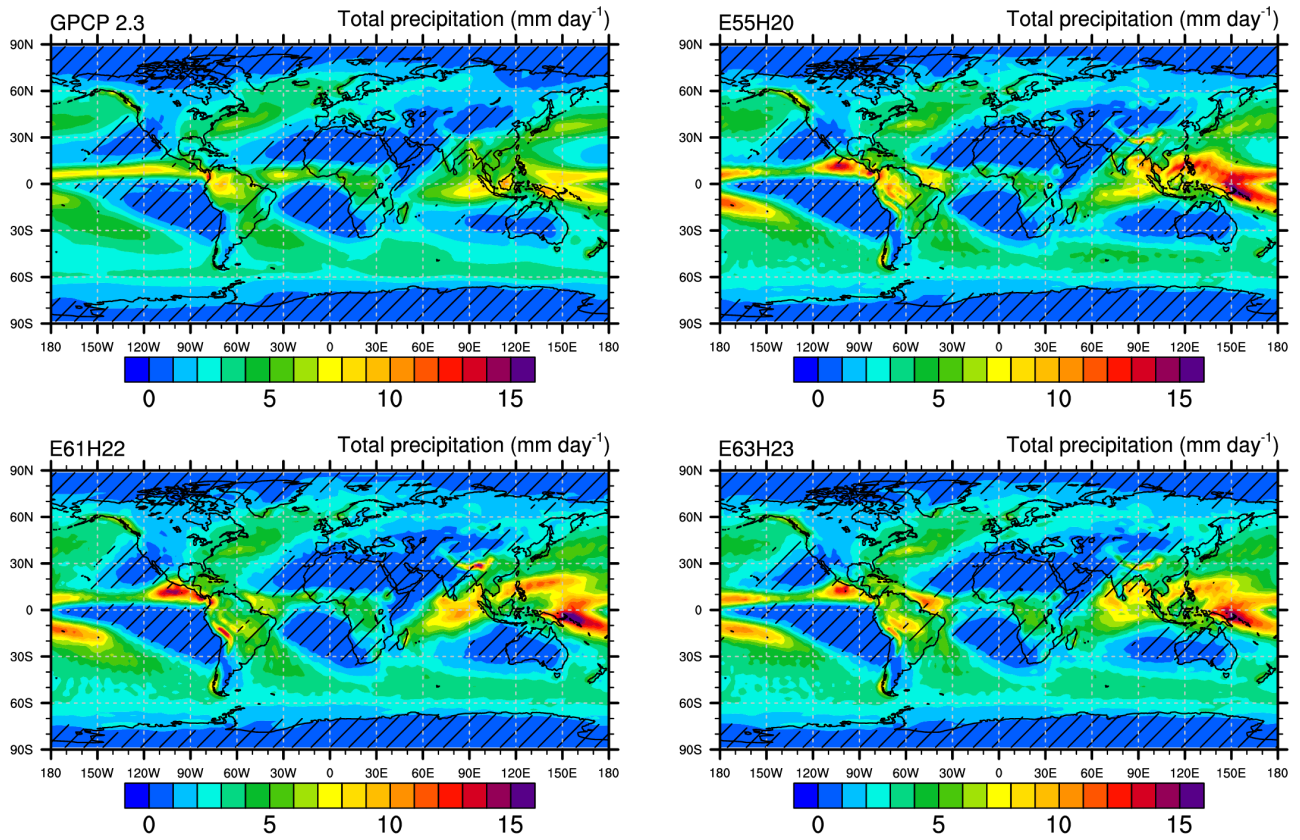 GPCP 2.3 Total precipitation (mm day⁻¹)
90N
60N
30N
0
30S
60S
90S
180 150W 120W 90W 60W 30W 0 30E 60E 90E 120E 150E 180
0 5 10 15
E55H20 Total precipitation (mm day⁻¹)
90N
60N
30N
0
30S
60S
90S
180 150W 120W 90W 60W 30W 0 30E 60E 90E 120E 150E 180
0 5 10 15
E61H22 Total precipitation (mm day⁻¹)
90N
60N
30N
0
30S
60S
90S
180 150W 120W 90W 60W 30W 0 30E 60E 90E 120E 150E 180
0 5 10 15
E63H23 Total precipitation (mm day⁻¹)
90N
60N
30N
0
30S
60S
90S
180 150W 120W 90W 60W 30W 0 30E 60E 90E 120E 150E 180
0 5 10 15